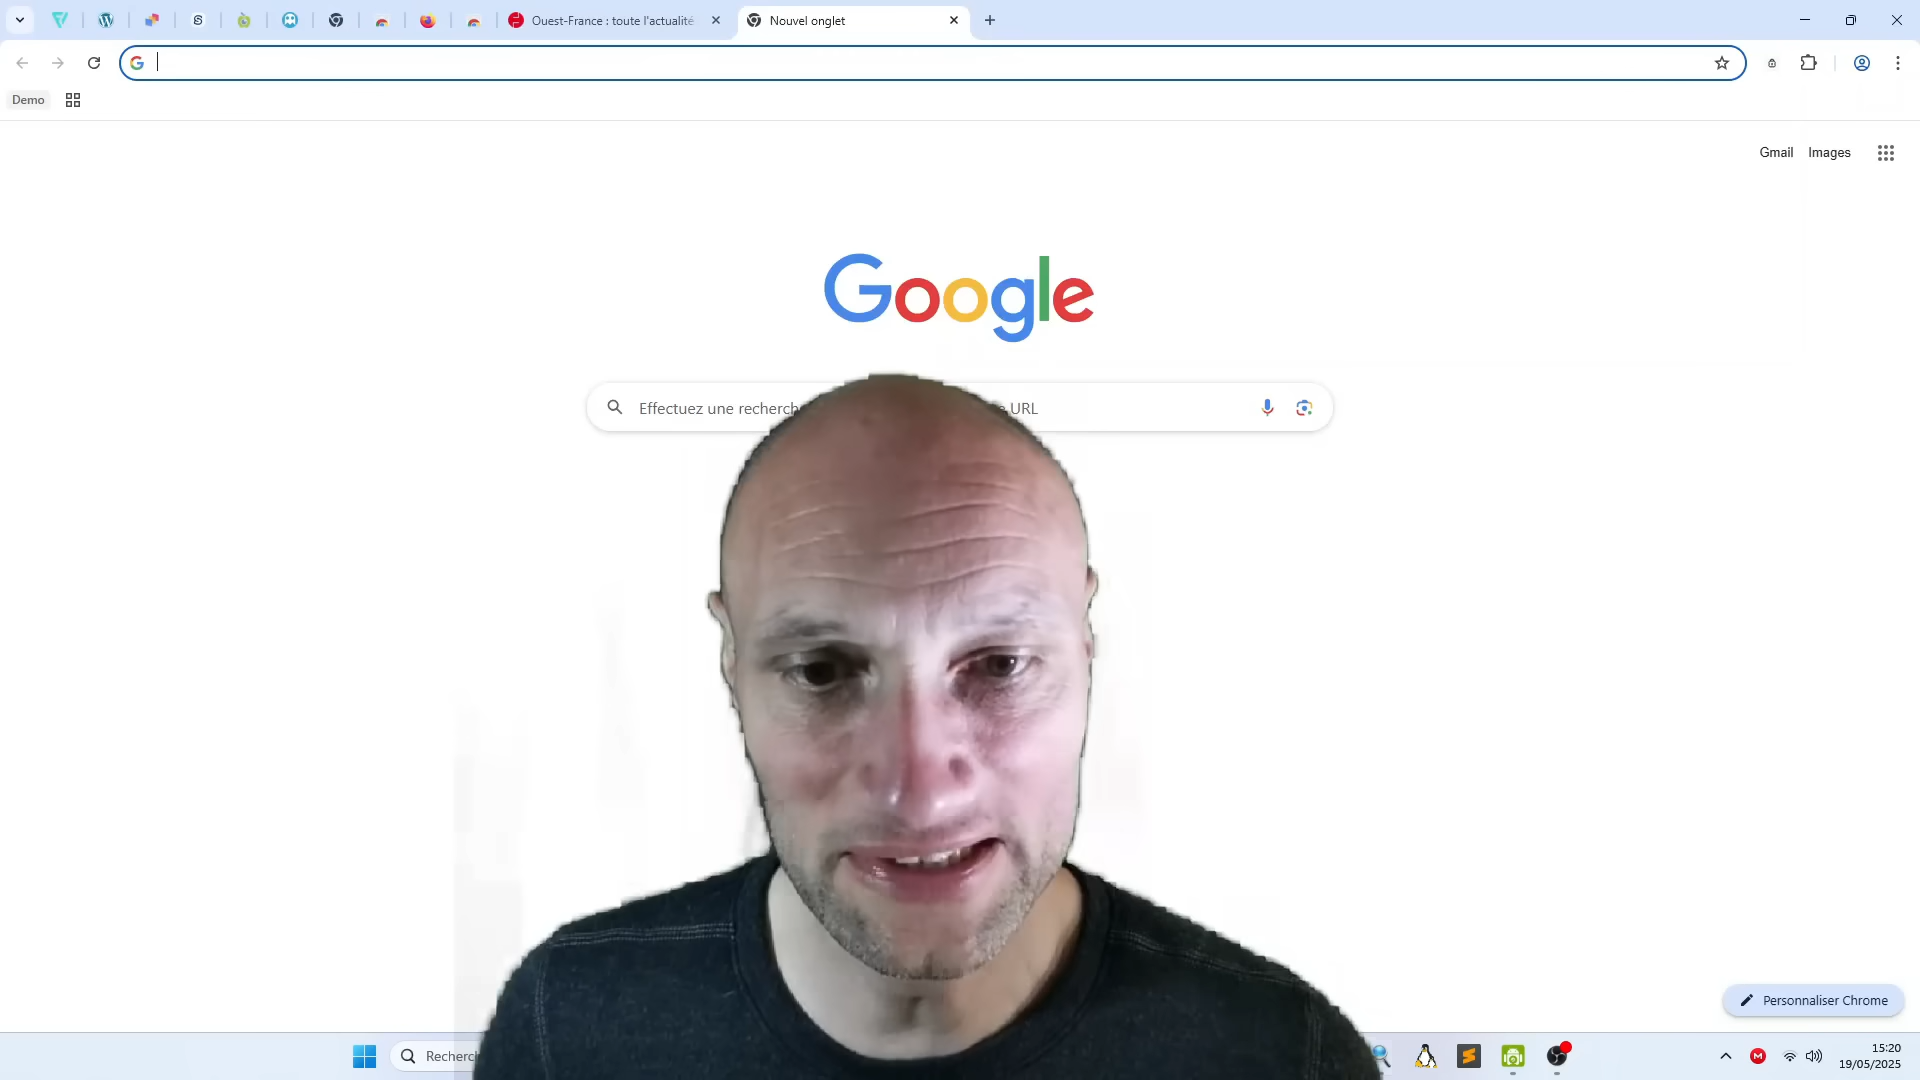 Ouest-France : toute l'actualité
Nouvel onglet
Demo
Gmail
Images
Google
Effectuez une recherch
URL
Personnaliser Chrome
Recherc
15:20
19/05/2025